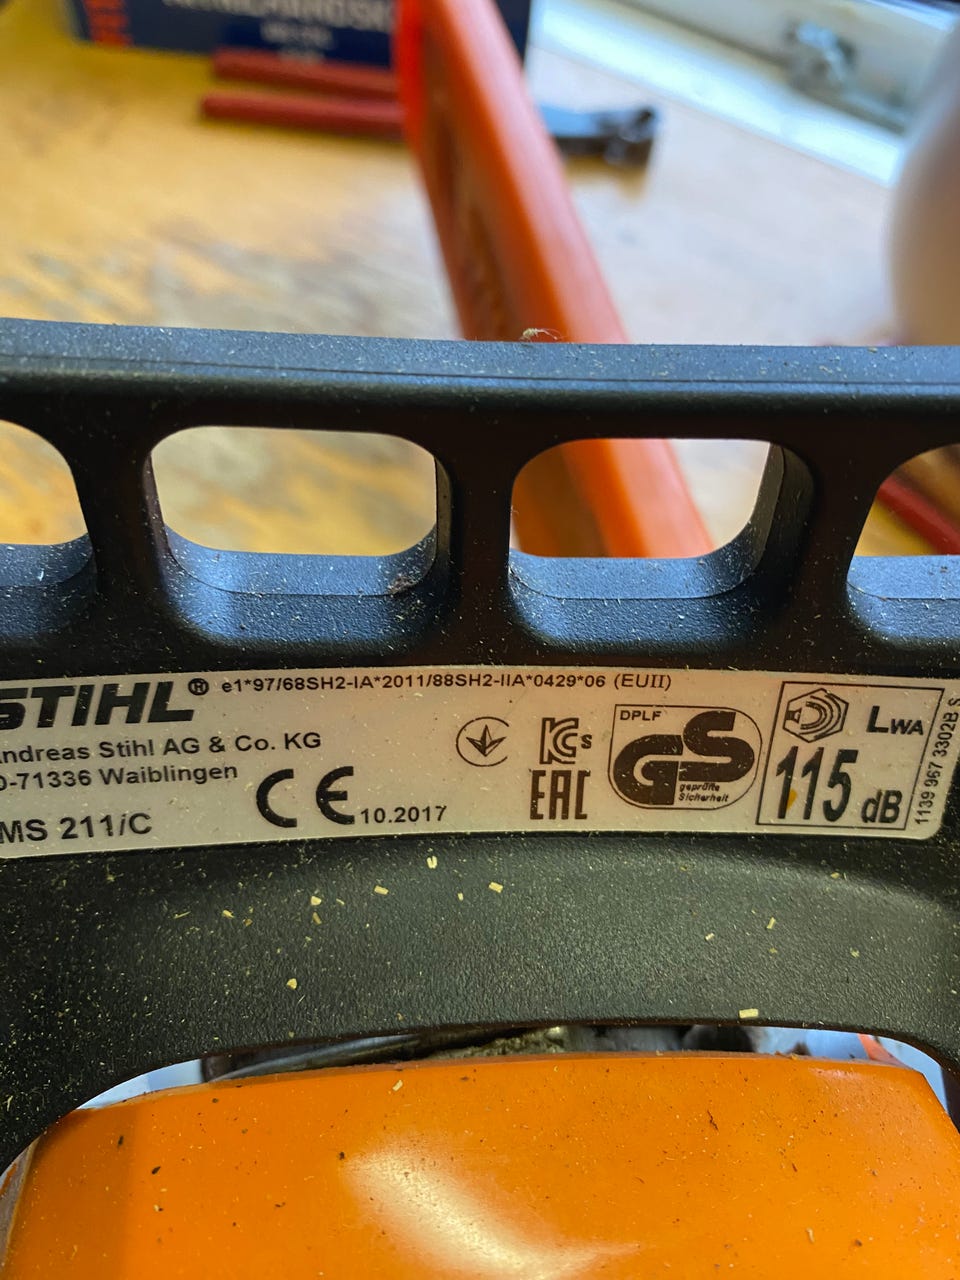 STIHL® e1*97/68SH2-IA*2011/88SH2-IIA*0429*06 (EUII)
Andreas Stihl AG & Co. KG
D-71336 Waiblingen
MS 211/C
CE 10.2017
KCs
EAC
DPLF
GS
geprüfte
Sicherheit
LWA
115 dB
1139 967 3302B S